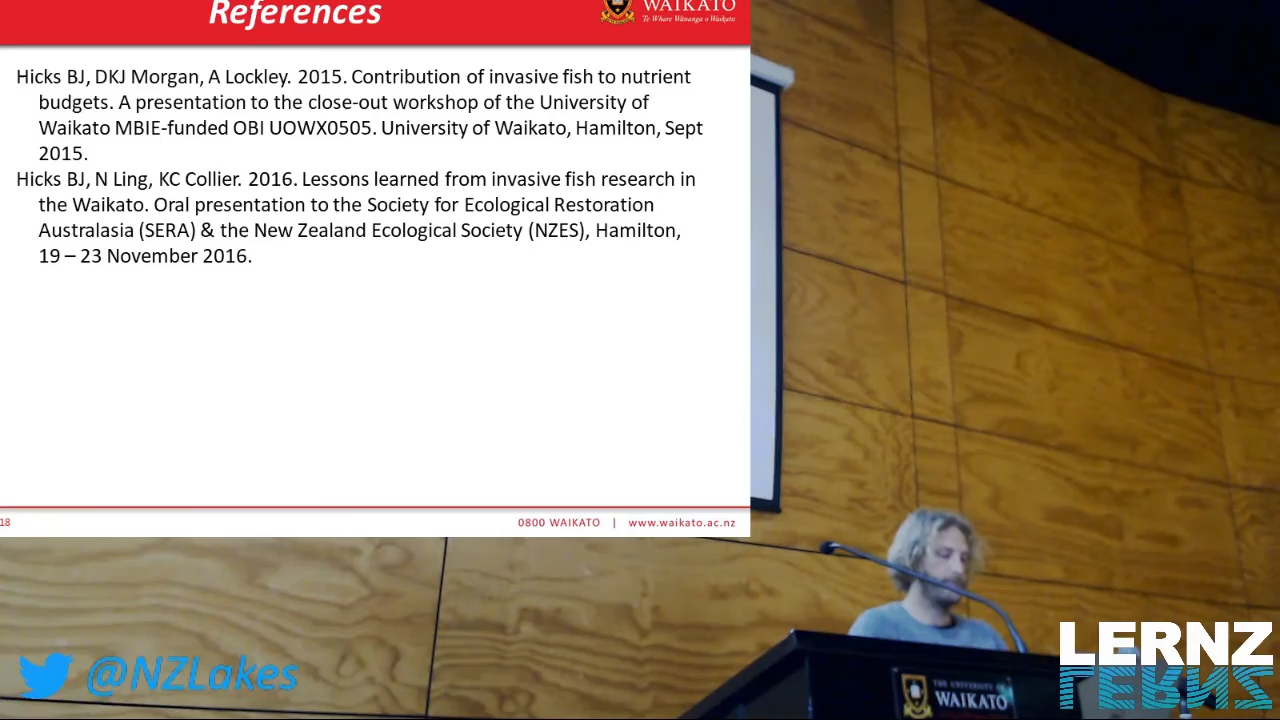 References
WAIKATO
Te Whare Wānanga o Waikato
Hicks BJ, DKJ Morgan, A Lockley. 2015. Contribution of invasive fish to nutrient
budgets. A presentation to the close-out workshop of the University of
Waikato MBIE-funded OBI UOWX0505. University of Waikato, Hamilton, Sept
2015.
Hicks BJ, N Ling, KC Collier. 2016. Lessons learned from invasive fish research in
the Waikato. Oral presentation to the Society for Ecological Restoration
Australasia (SERA) & the New Zealand Ecological Society (NZES), Hamilton,
19 – 23 November 2016.
18
0800 WAIKATO | www.waikato.ac.nz
@NZLakes
THE UNIVERSITY OF
WAIKATO
LERNZ
LERNZ